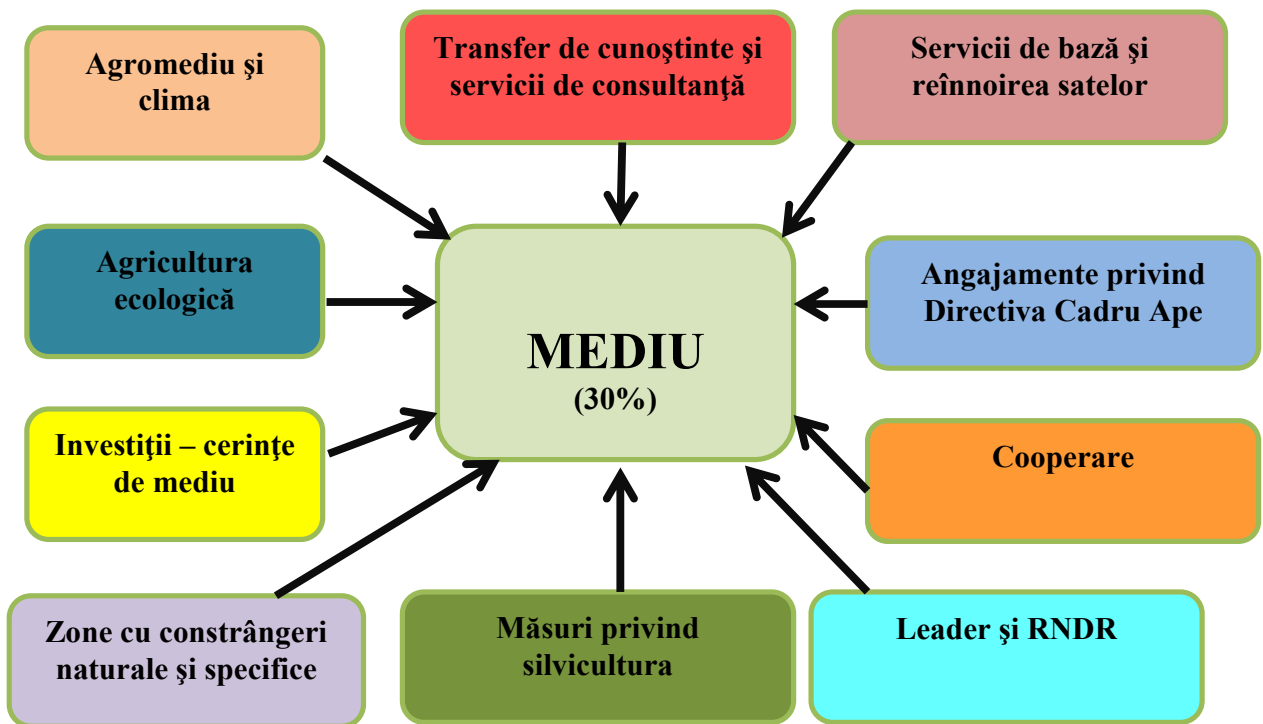 Agromediu şi
clima
Transfer de cunoştinte şi
servicii de consultanţă
Servicii de bază şi
reînnoirea satelor
Agricultura
ecologică
MEDIU
(30%)
Angajamente privind
Directiva Cadru Ape
Investiţii – cerinţe
de mediu
Cooperare
Zone cu constrângeri
naturale şi specifice
Măsuri privind
silvicultura
Leader şi RNDR